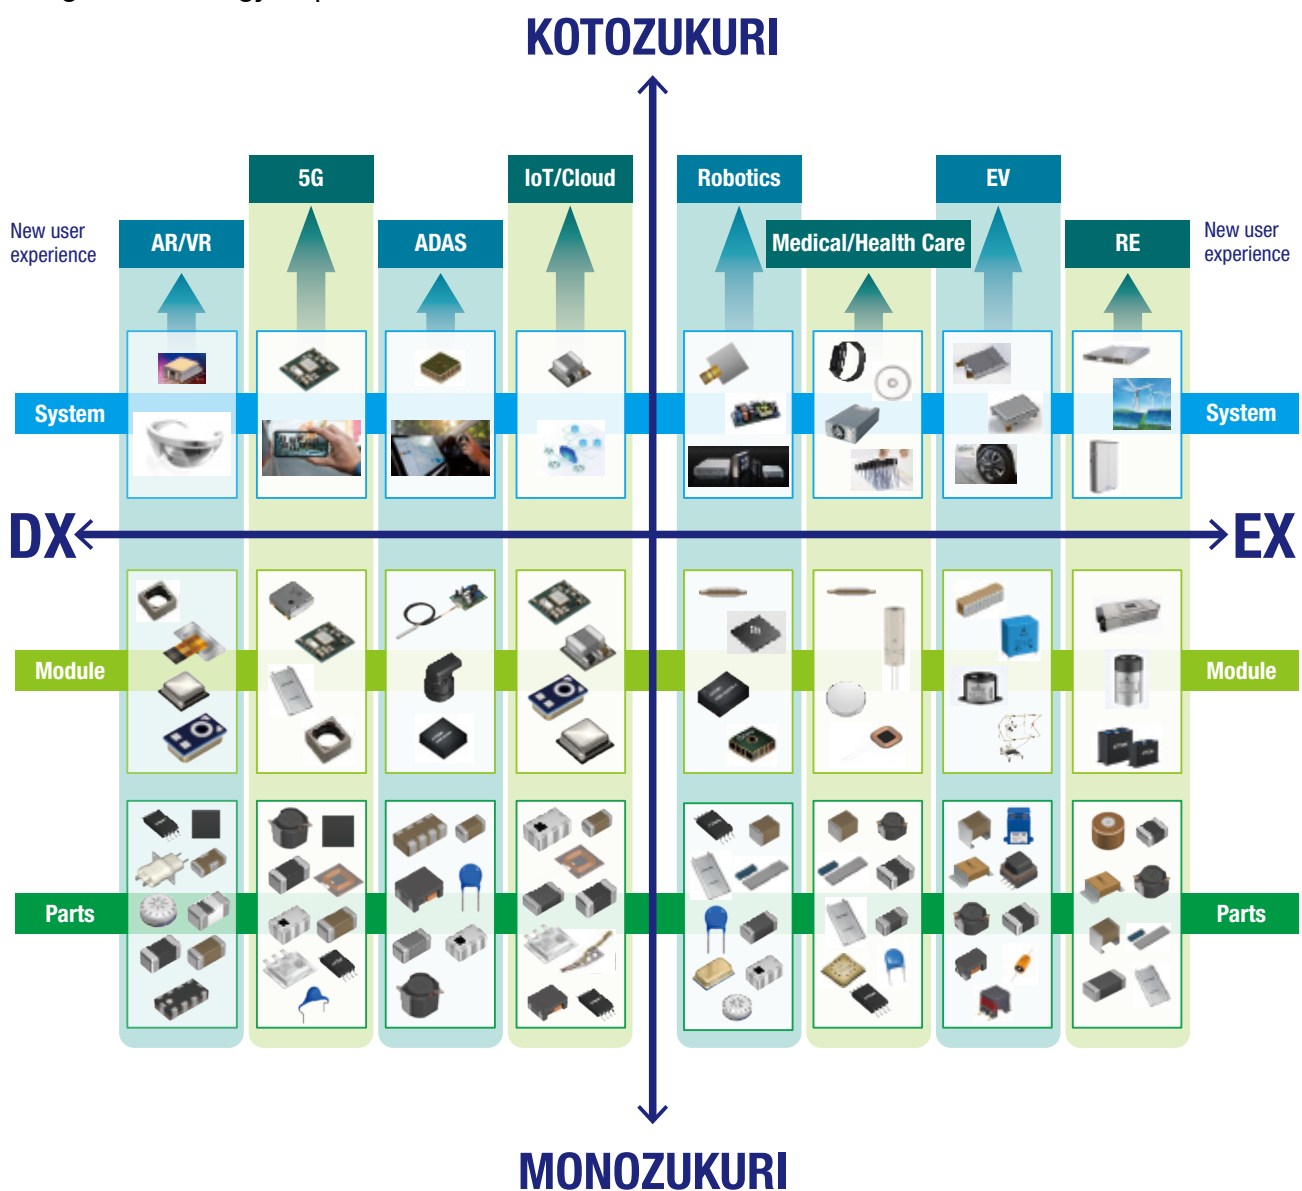 KOTOZUKURI
5G
IoT/Cloud
Robotics
EV
New user
experience
AR/VR
ADAS
Medical/Health Care
RE
New user
experience
System
System
DX
EX
Module
Module
Parts
Parts
MONOZUKURI